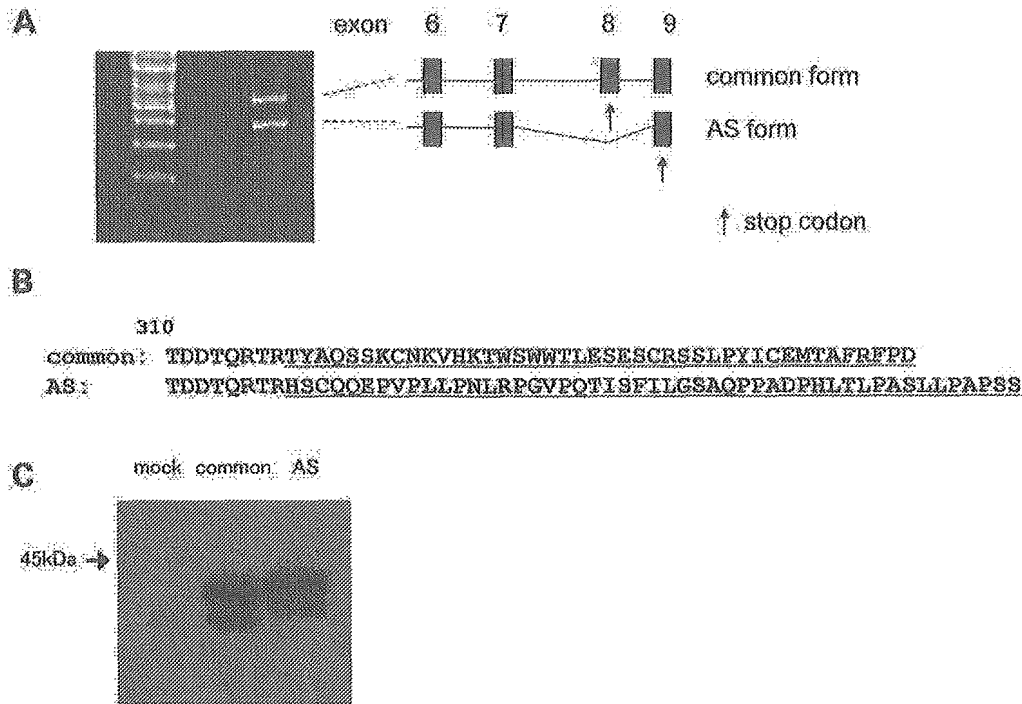 A
exon 6 7 8 9
common form
AS form
↑ stop codon
B
310
common: TDDTQRTRTYAQSSKCNKVHKTWSWWTLESESCRSSLPYICEMTAFRFPD
AS: TDDTQRTRHSCQQEPVPLLPNLRPGVPQTISFILGSAQPPADPHLTLPASLLPAPSS
C
mock common AS
45kDa